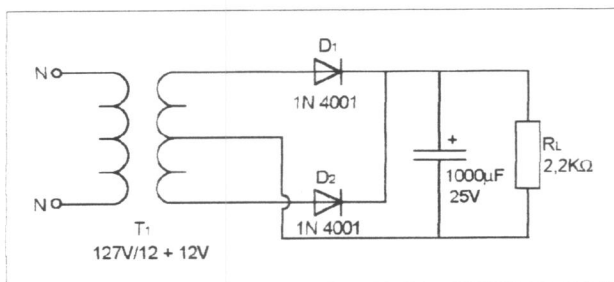 D1
N
1N 4001
+
RL
2,2KΩ
1000µF
25V
D2
N
T1
1N 4001
127V/12 + 12V